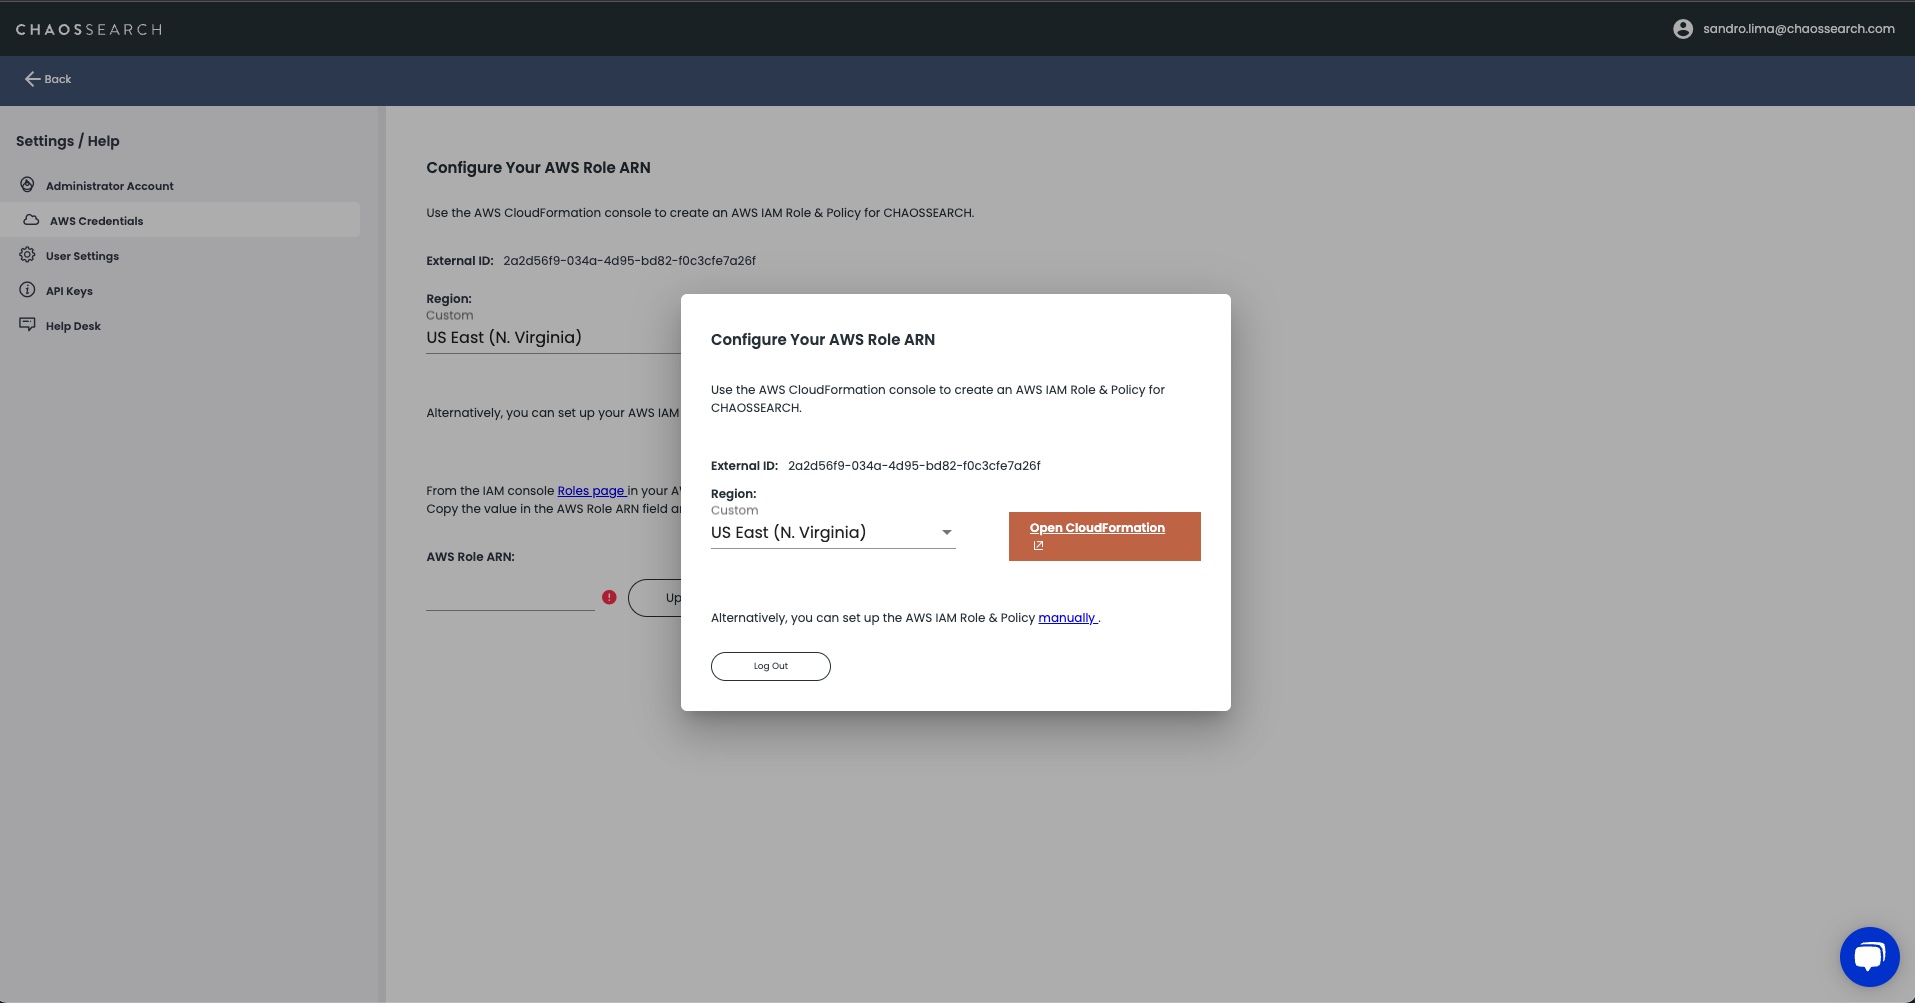 CHAOSSEARCH
sandro.lima@chaossearch.com
Back
Settings / Help
Administrator Account
AWS Credentials
User Settings
API Keys
Help Desk
Configure Your AWS Role ARN
Use the AWS CloudFormation console to create an AWS IAM Role & Policy for CHAOSSEARCH.
External ID: 2a2d56f9-034a-4d95-bd82-f0c3cfe7a26f
Region:
Custom
US East (N. Virginia)
Alternatively, you can set up your AWS IAM
From the IAM console Roles page in your
Copy the value in the AWS Role ARN field
AWS Role ARN:
Up
Configure Your AWS Role ARN
Use the AWS CloudFormation console to create an AWS IAM Role & Policy for
CHAOSSEARCH.
External ID: 2a2d56f9-034a-4d95-bd82-f0c3cfe7a26f
Region:
Custom
US East (N. Virginia)
Open CloudFormation
Alternatively, you can set up the AWS IAM Role & Policy manually .
Log Out